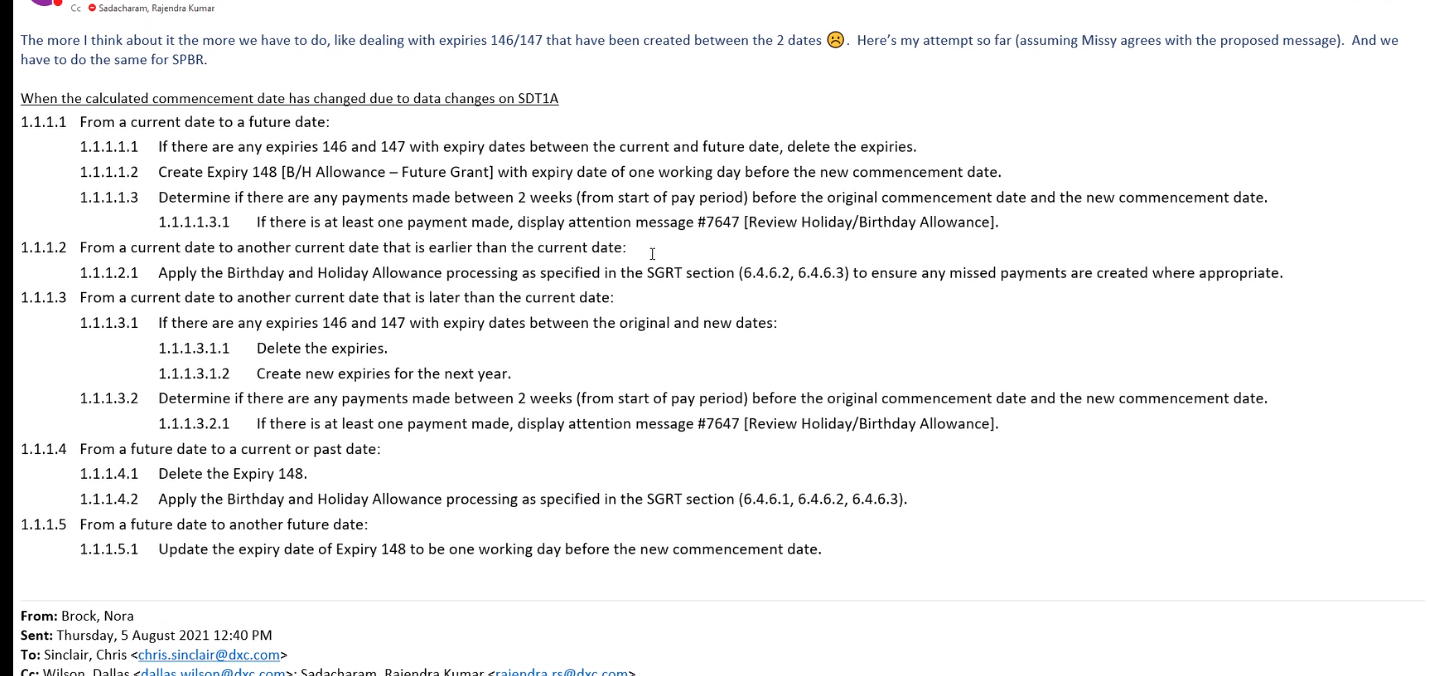 Cc Sadacharam, Rajendra Kumar
The more I think about it the more we have to do, like dealing with expiries 146/147 that have been created between the 2 dates ☹. Here's my attempt so far (assuming Missy agrees with the proposed message). And we
have to do the same for SPBR.
When the calculated commencement date has changed due to data changes on SDT1A
1.1.1.1 From a current date to a future date:
1.1.1.1.1 If there are any expiries 146 and 147 with expiry dates between the current and future date, delete the expiries.
1.1.1.1.2 Create Expiry 148 [B/H Allowance – Future Grant] with expiry date of one working day before the new commencement date.
1.1.1.1.3 Determine if there are any payments made between 2 weeks (from start of pay period) before the original commencement date and the new commencement date.
1.1.1.1.3.1 If there is at least one payment made, display attention message #7647 [Review Holiday/Birthday Allowance].
1.1.1.2 From a current date to another current date that is earlier than the current date:
1.1.1.2.1 Apply the Birthday and Holiday Allowance processing as specified in the SGRT section (6.4.6.2, 6.4.6.3) to ensure any missed payments are created where appropriate.
1.1.1.3 From a current date to another current date that is later than the current date:
1.1.1.3.1 If there are any expiries 146 and 147 with expiry dates between the original and new dates:
1.1.1.3.1.1 Delete the expiries.
1.1.1.3.1.2 Create new expiries for the next year.
1.1.1.3.2 Determine if there are any payments made between 2 weeks (from start of pay period) before the original commencement date and the new commencement date.
1.1.1.3.2.1 If there is at least one payment made, display attention message #7647 [Review Holiday/Birthday Allowance].
1.1.1.4 From a future date to a current or past date:
1.1.1.4.1 Delete the Expiry 148.
1.1.1.4.2 Apply the Birthday and Holiday Allowance processing as specified in the SGRT section (6.4.6.1, 6.4.6.2, 6.4.6.3).
1.1.1.5 From a future date to another future date:
1.1.1.5.1 Update the expiry date of Expiry 148 to be one working day before the new commencement date.
From: Brock, Nora
Sent: Thursday, 5 August 2021 12:40 PM
To: Sinclair, Chris <chris.sinclair@dxc.com>
Cc: Wilson, Dallas <dallas.wilson@dxc.com>; Sadacharam, Rajendra Kumar <rajendra.rs@dxc.com>